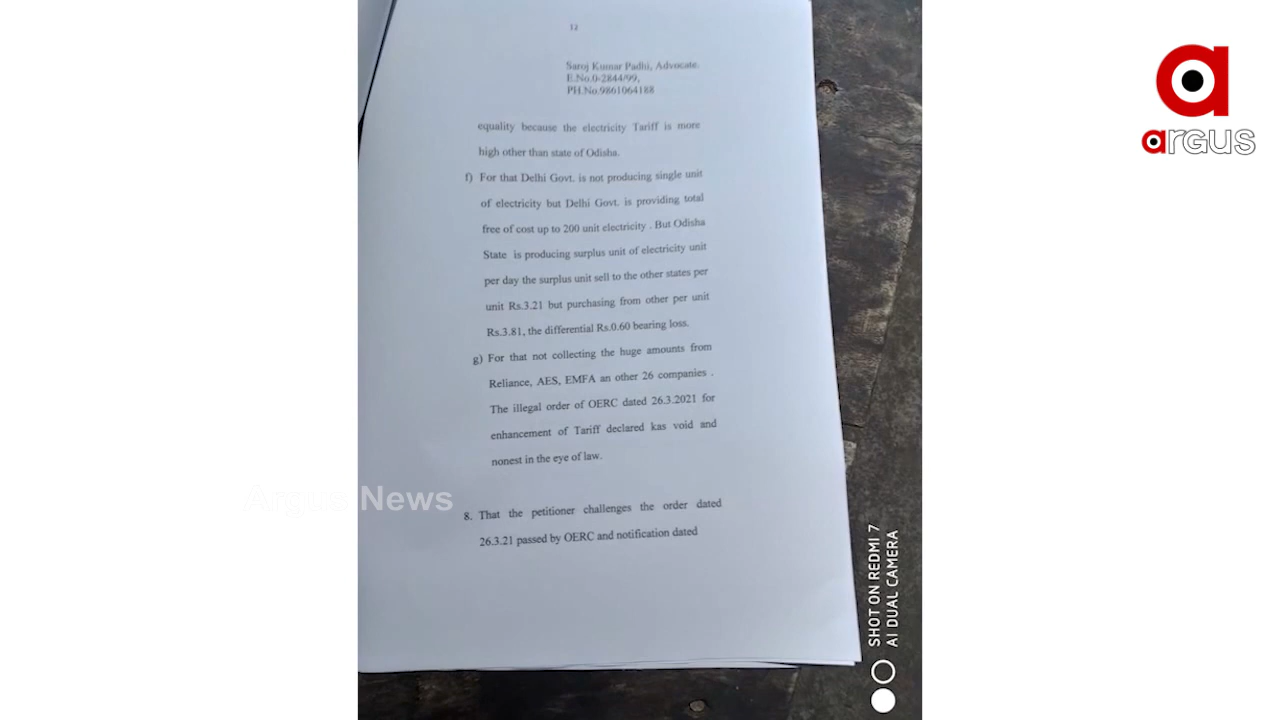 12
Saroj Kumar Padhi, Advocate.
E.No.0-2844/99,
PH.No.9861064188
equality because the electricity Tariff is more
high other than state of Odisha.
f) For that Delhi Govt. is not producing single unit
of electricity but Delhi Govt. is providing total
free of cost up to 200 unit electricity . But Odisha
State is producing surplus unit of electricity unit
per day the surplus unit sell to the other states per
unit Rs.3.21 but purchasing from other per unit
Rs.3.81, the differential Rs.0.60 bearing loss.
g) For that not collecting the huge amounts from
Reliance, AES, EMFA an other 26 companies .
The illegal order of OERC dated 26.3.2021 for
enhancement of Tariff declared kas void and
nonest in the eye of law.
8. That the petitioner challenges the order dated
26.3.21 passed by OERC and notification dated
Argus News
SHOT ON REDMI 7
AI DUAL CAMERA
a
arGus